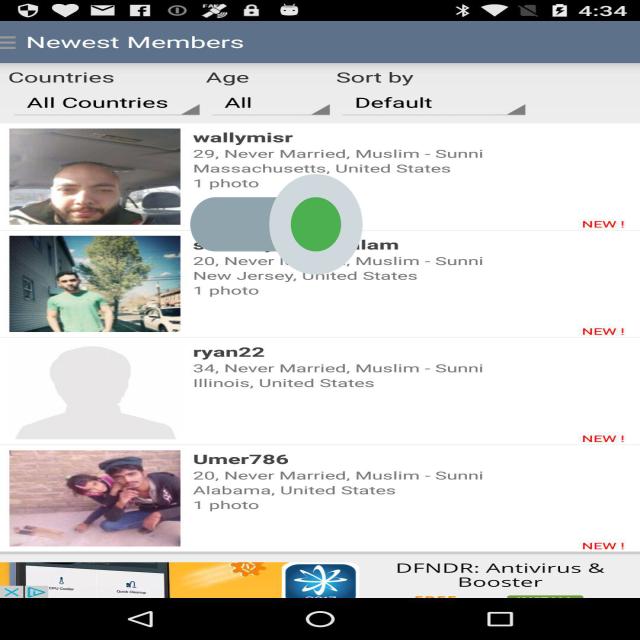 4:34
Newest Members
Countries Age Sort by
All Countries All Default
wallymisr
29, Never Married, Muslim - Sunni
Massachusetts, United States
1 photo
NEW !
lam
20, Never Married, Muslim - Sunni
New Jersey, United States
1 photo
NEW !
ryan22
34, Never Married, Muslim - Sunni
Illinois, United States
NEW !
Umer786
20, Never Married, Muslim - Sunni
Alabama, United States
1 photo
NEW !
DFNDR: Antivirus &
Booster